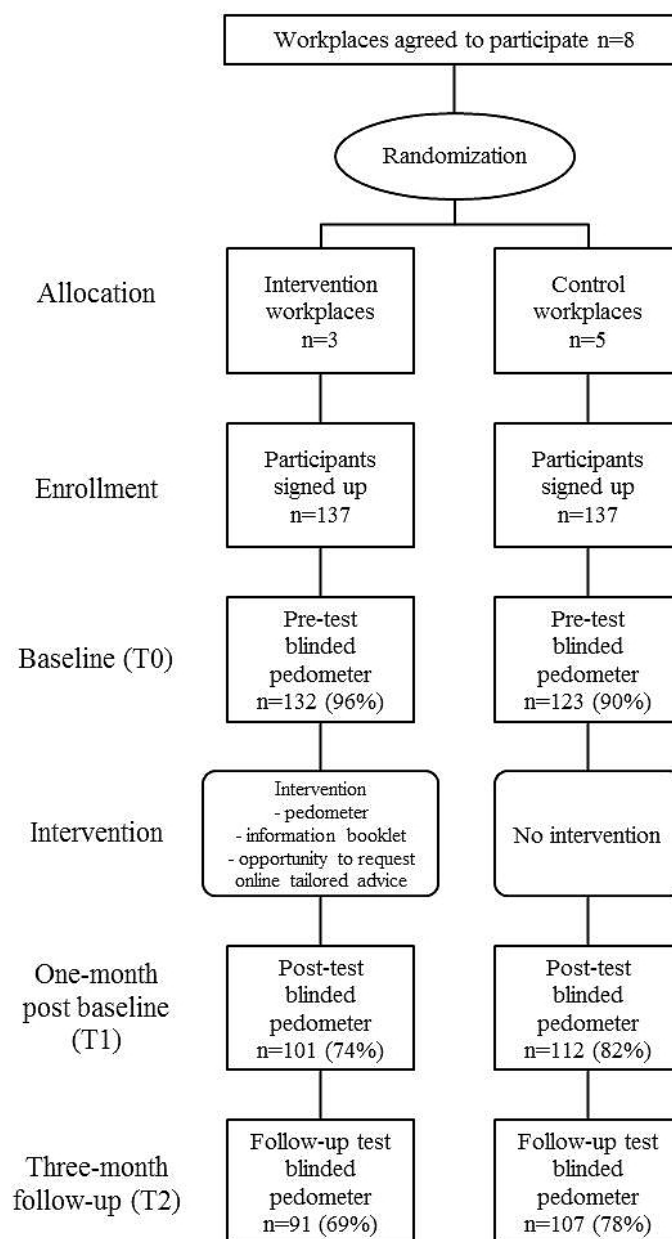 Workplaces agreed to participate n=8
Randomization
Allocation
Intervention
workplaces
n=3
Control
workplaces
n=5
Enrollment
Participants
signed up
n=137
Participants
signed up
n=137
Baseline (T0)
Pre-test
blinded
pedometer
n=132 (96%)
Pre-test
blinded
pedometer
n=123 (90%)
Intervention
Intervention
- pedometer
- information booklet
- opportunity to request
online tailored advice
No intervention
One-month
post baseline
(T1)
Post-test
blinded
pedometer
n=101 (74%)
Post-test
blinded
pedometer
n=112 (82%)
Three-month
follow-up (T2)
Follow-up test
blinded
pedometer
n=91 (69%)
Follow-up test
blinded
pedometer
n=107 (78%)